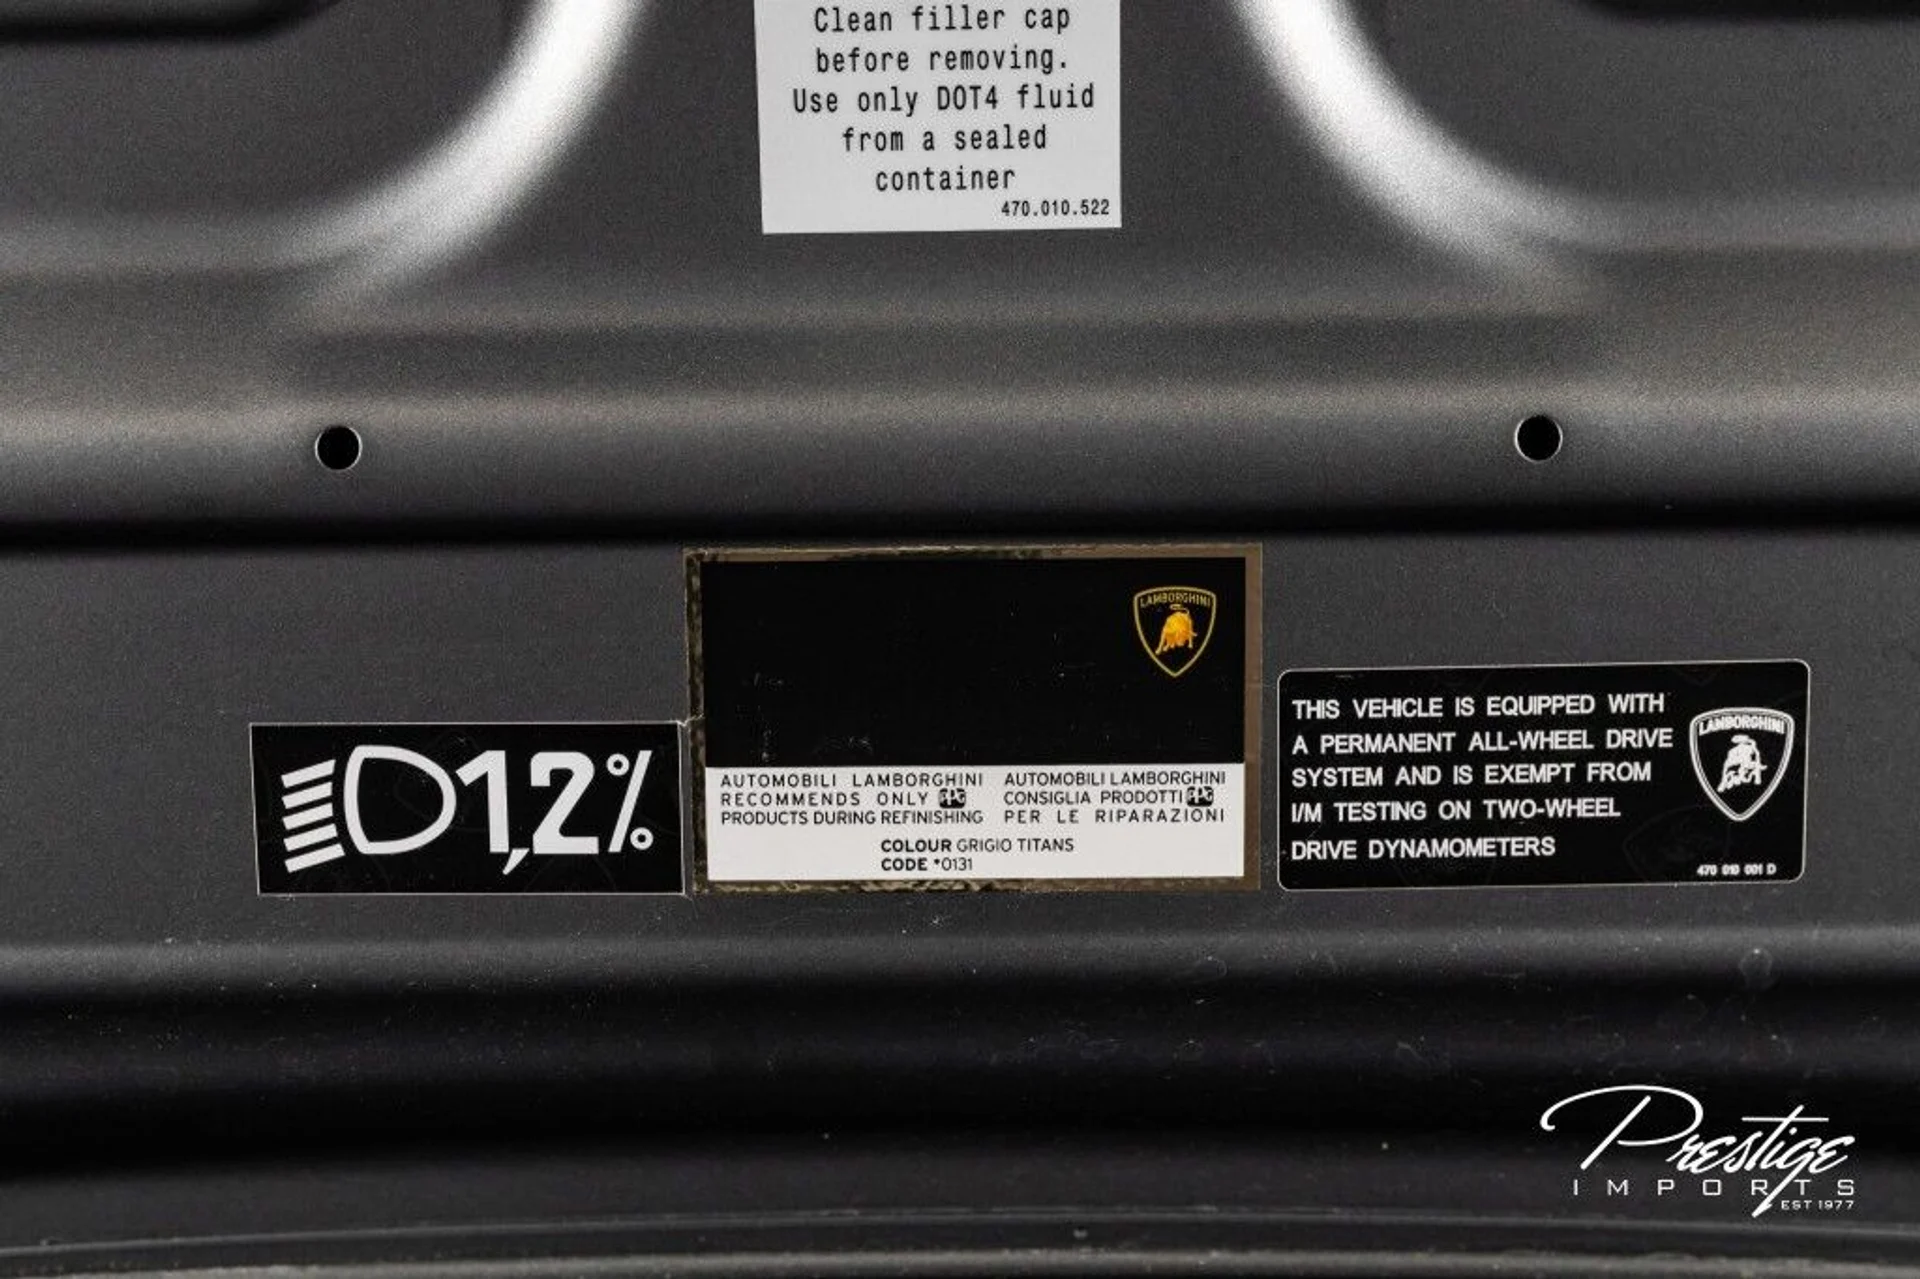 Clean filler cap
before removing.
Use only DOT4 fluid
from a sealed
container
470.010.522
1,2%
LAMBORGHINI
AUTOMOBILI LAMBORGHINI
RECOMMENDS ONLY PPG
PRODUCTS DURING REFINISHING
AUTOMOBILI LAMBORGHINI
CONSIGLIA PRODOTTI PPG
PER LE RIPARAZIONI
COLOUR GRIGIO TITANS
CODE *0131
THIS VEHICLE IS EQUIPPED WITH
A PERMANENT ALL-WHEEL DRIVE
SYSTEM AND IS EXEMPT FROM
I/M TESTING ON TWO-WHEEL
DRIVE DYNAMOMETERS
LAMBORGHINI
470 010 001 D
Prestige
IMPORTS
EST 1977